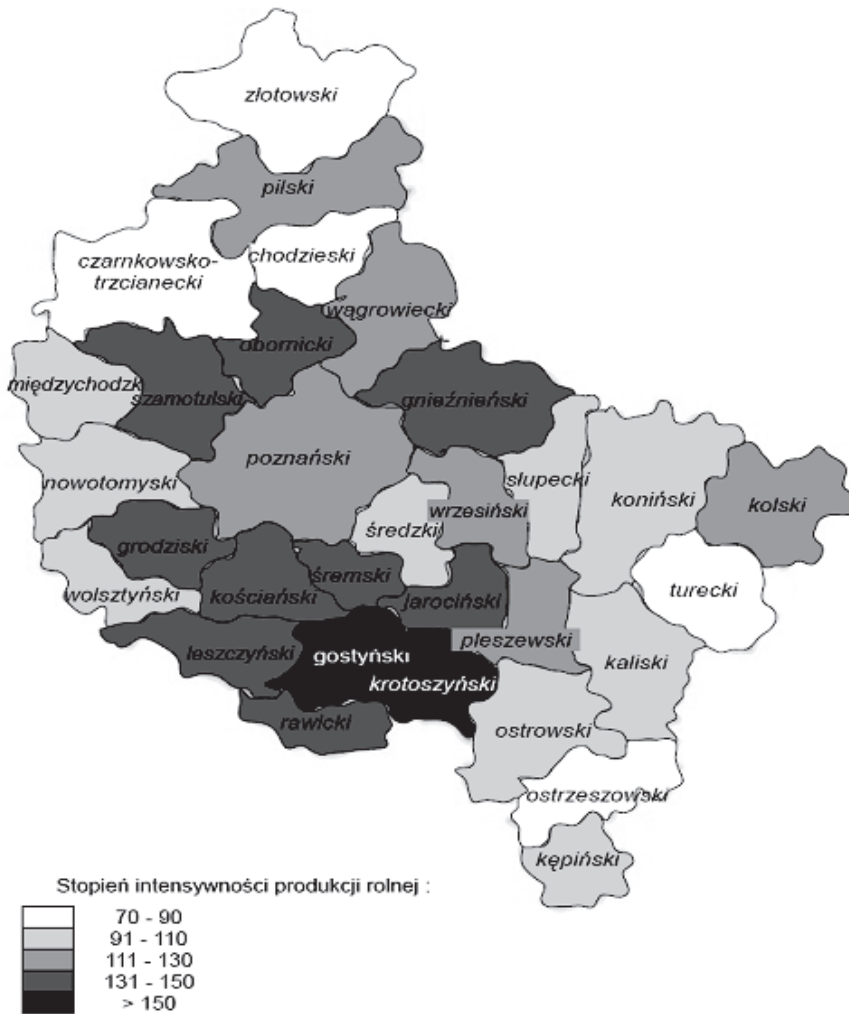 złotowski
pilski
chodzieski
czarnkowsko-
trzcianecki
wągrowiecki
obornicki
międzychodzk
szamotulski
gnieźnieński
poznański
słupecki
nowotomyski
koniński
kolski
wrzesiński
średzki
grodziski
śremski
turecki
wolsztyński
kościański
jarociński
pleszewski
leszczyński
gostyński
kaliski
krotoszyński
rawicki
ostrowski
ostrzeszowski
kępiński
Stopień intensywności produkcji rolnej :
70 - 90
91 - 110
111 - 130
131 - 150
> 150